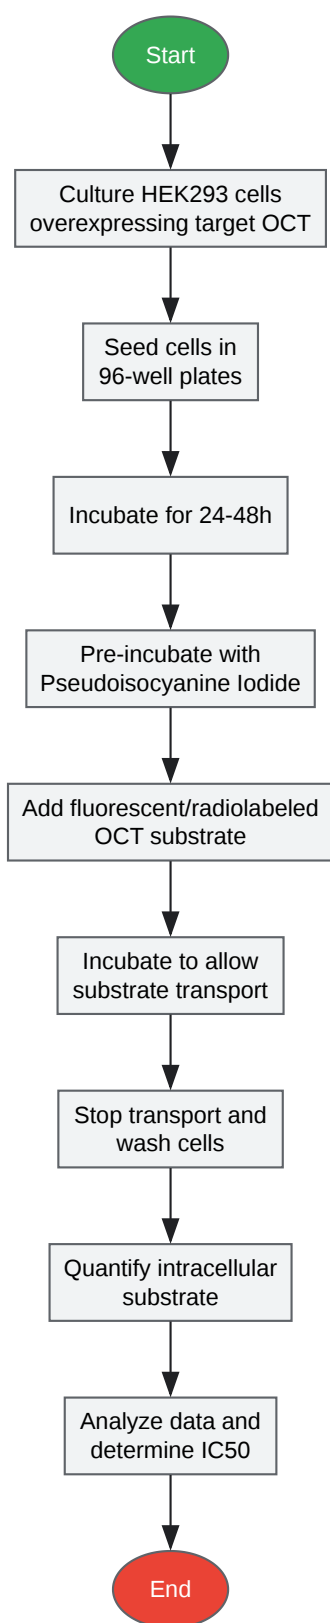 Start
Culture HEK293 cells
overexpressing target OCT
Seed cells in
96-well plates
Incubate for 24-48h
Pre-incubate with
Pseudoisocyanine Iodide
Add fluorescent/radiolabeled
OCT substrate
Incubate to allow
substrate transport
Stop transport and
wash cells
Quantify intracellular
substrate
Analyze data and
determine IC50
End